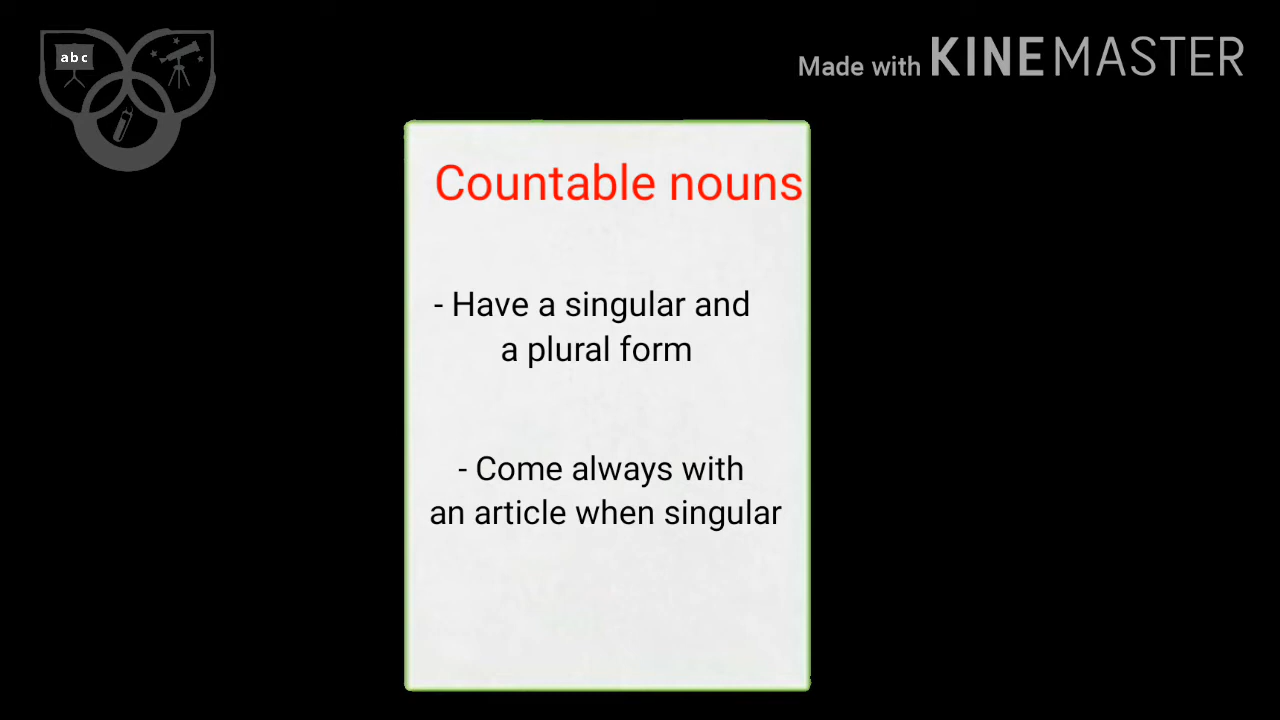 abc
Made with KINEMASTER
Countable nouns
- Have a singular and
a plural form
- Come always with
an article when singular